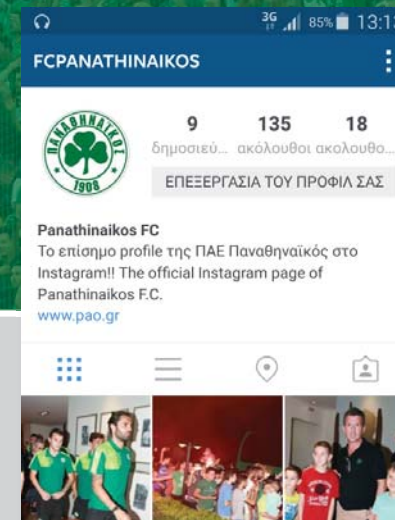 3G 85% 13:13
FCPANATHINAIKOS
ΠΑΝΑΘΗΝΑΪΚΟΣ
1908
9 135 18
δημοσιεύ... ακόλουθοι ακολουθο...
ΕΠΕΞΕΡΓΑΣΙΑ ΤΟΥ ΠΡΟΦΙΛ ΣΑΣ
Panathinaikos FC
Το επίσημο profile της ΠΑΕ Παναθηναϊκός στο
Instagram!! The official Instagram page of
Panathinaikos F.C.
www.pao.gr